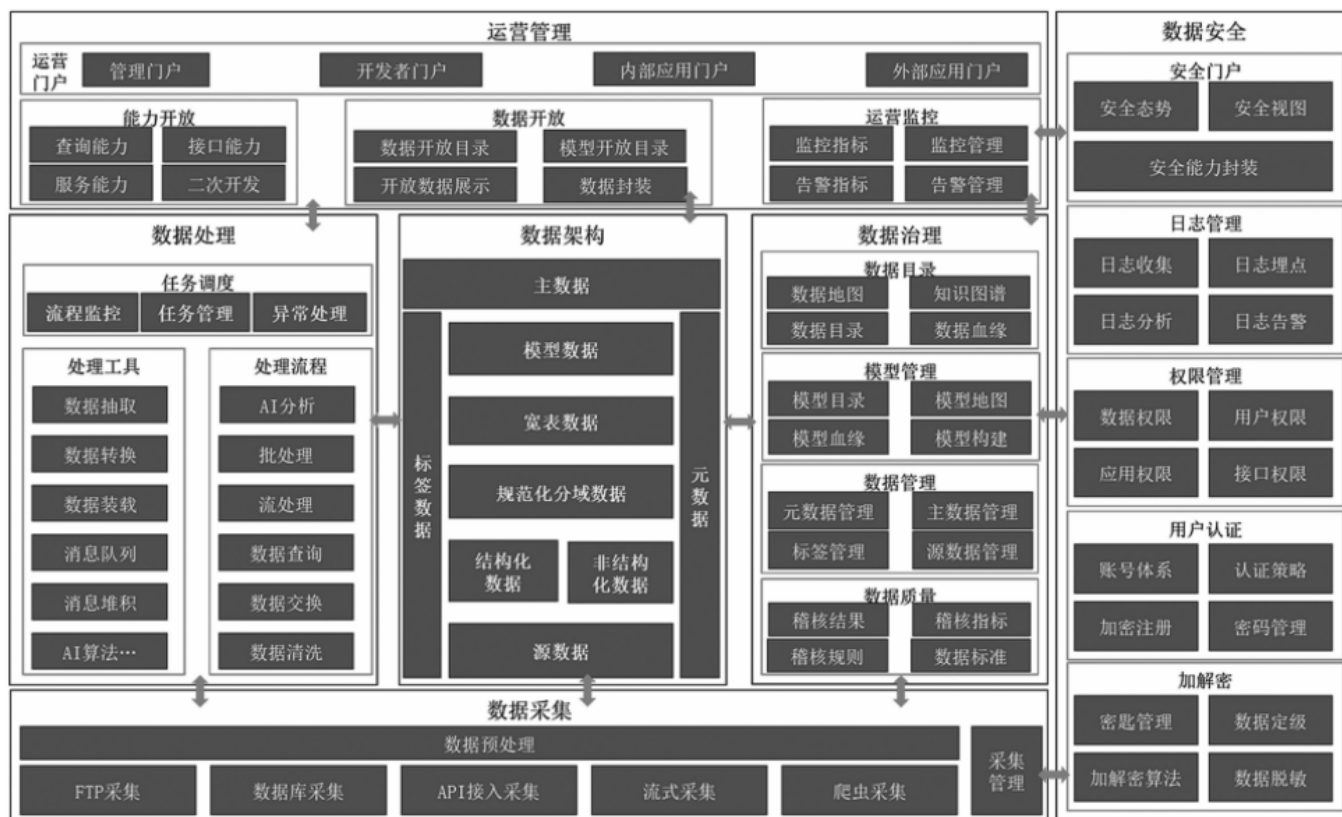 运营管理
运营
门户
管理门户
开发者门户
内部应用门户
外部应用门户
能力开放
查询能力
接口能力
服务能力
二次开发
数据开放
数据开放目录
模型开放目录
开放数据展示
数据封装
运营监控
监控指标
监控管理
告警指标
告警管理
数据处理
任务调度
流程监控
任务管理
异常处理
处理工具
数据抽取
数据转换
数据装载
消息队列
消息堆积
AI算法…
处理流程
AI分析
批处理
流处理
数据查询
数据交换
数据清洗
数据架构
主数据
标签数据
模型数据
宽表数据
规范化分域数据
结构化
数据
非结构
化数据
源数据
元数据
数据治理
数据目录
数据地图
知识图谱
数据目录
数据血缘
模型管理
模型目录
模型地图
模型血缘
模型构建
数据管理
元数据管理
主数据管理
标签管理
源数据管理
数据质量
稽核结果
稽核指标
稽核规则
数据标准
数据采集
数据预处理
FTP采集
数据库采集
API接入采集
流式采集
爬虫采集
采集
管理
数据安全
安全门户
安全态势
安全视图
安全能力封装
日志管理
日志收集
日志埋点
日志分析
日志告警
权限管理
数据权限
用户权限
应用权限
接口权限
用户认证
账号体系
认证策略
加密注册
密码管理
加解密
密匙管理
数据定级
加解密算法
数据脱敏